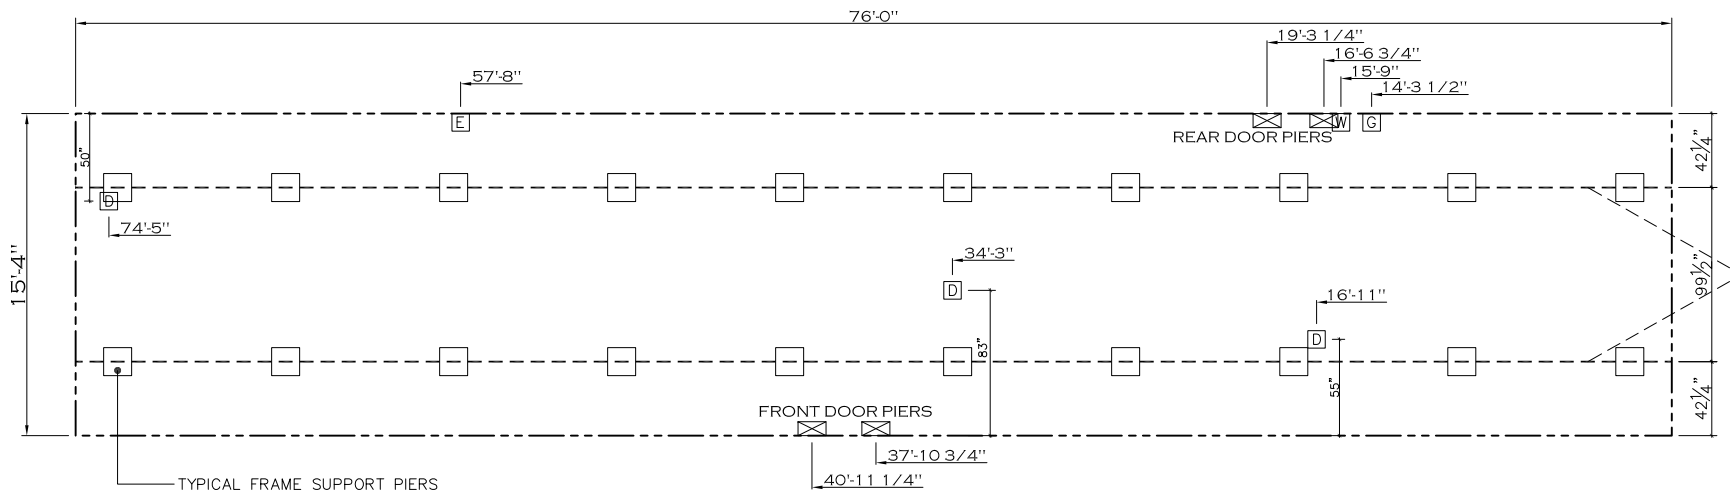 76'-0"
19'-3 1/4"
16'-6 3/4"
57'-8"
15'-9"
14'-3 1/2"
E
W
G
REAR DOOR PIERS
50"
42¼"
D
74'-5"
15'-4"
34'-3"
99½"
D
16'-11"
D
83"
55"
42¼"
FRONT DOOR PIERS
37'-10 3/4"
40'-11 1/4"
TYPICAL FRAME SUPPORT PIERS